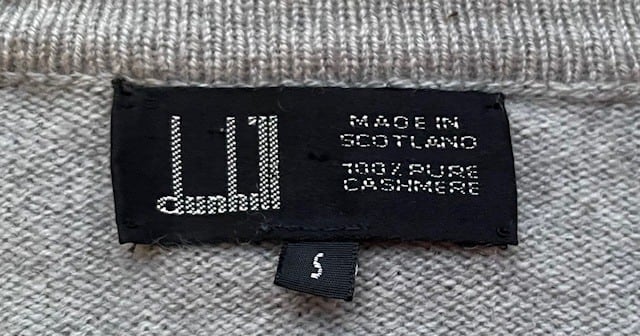 dunhill
MADE IN
SCOTLAND
100% PURE
CASHMERE
S